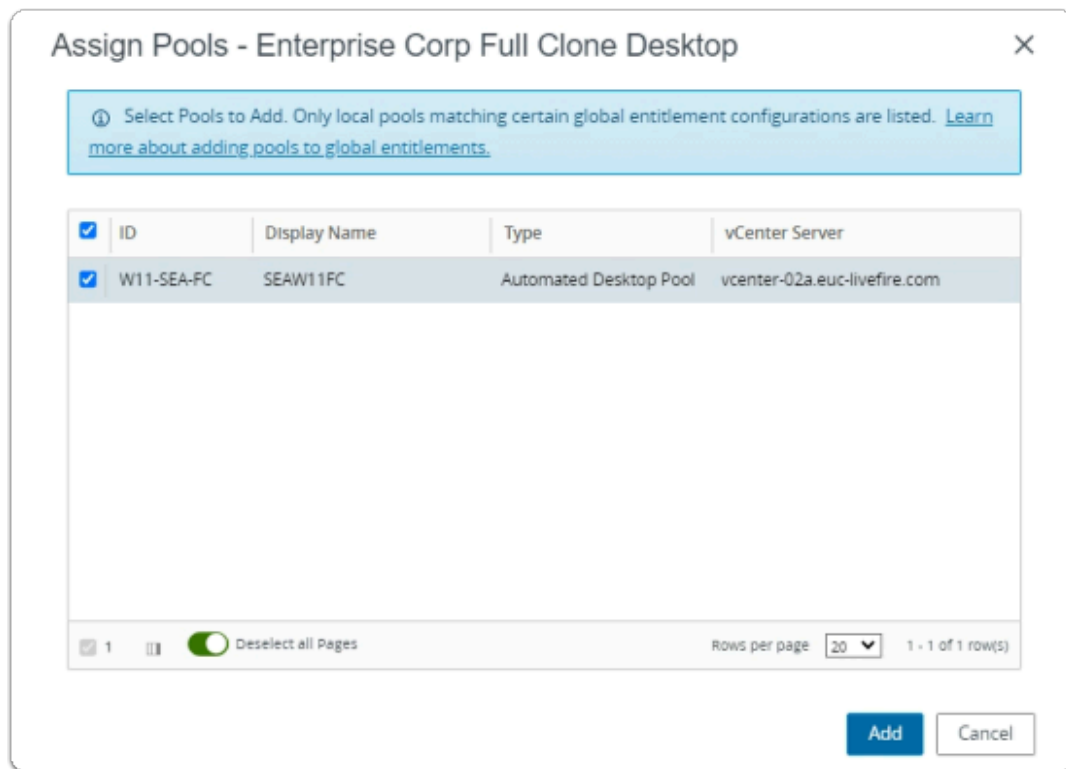 Assign Pools - Enterprise Corp Full Clone Desktop
Select Pools to Add. Only local pools matching certain global entitlement configurations are listed. Learn
more about adding pools to global entitlements.
ID Display Name Type vCenter Server
W11-SEA-FC SEAW11FC Automated Desktop Pool vcenter-02a.euc-livefire.com
1 Deselect all Pages Rows per page 20 1 - 1 of 1 row(s)
Add Cancel